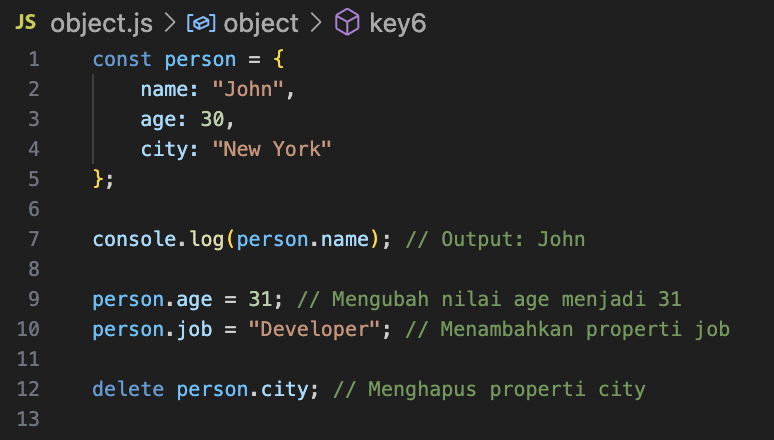 JS object.js > object > key6
1 const person = {
2     name: "John",
3     age: 30,
4     city: "New York"
5 };
6
7 console.log(person.name); // Output: John
8
9 person.age = 31; // Mengubah nilai age menjadi 31
10 person.job = "Developer"; // Menambahkan properti job
11
12 delete person.city; // Menghapus properti city
13